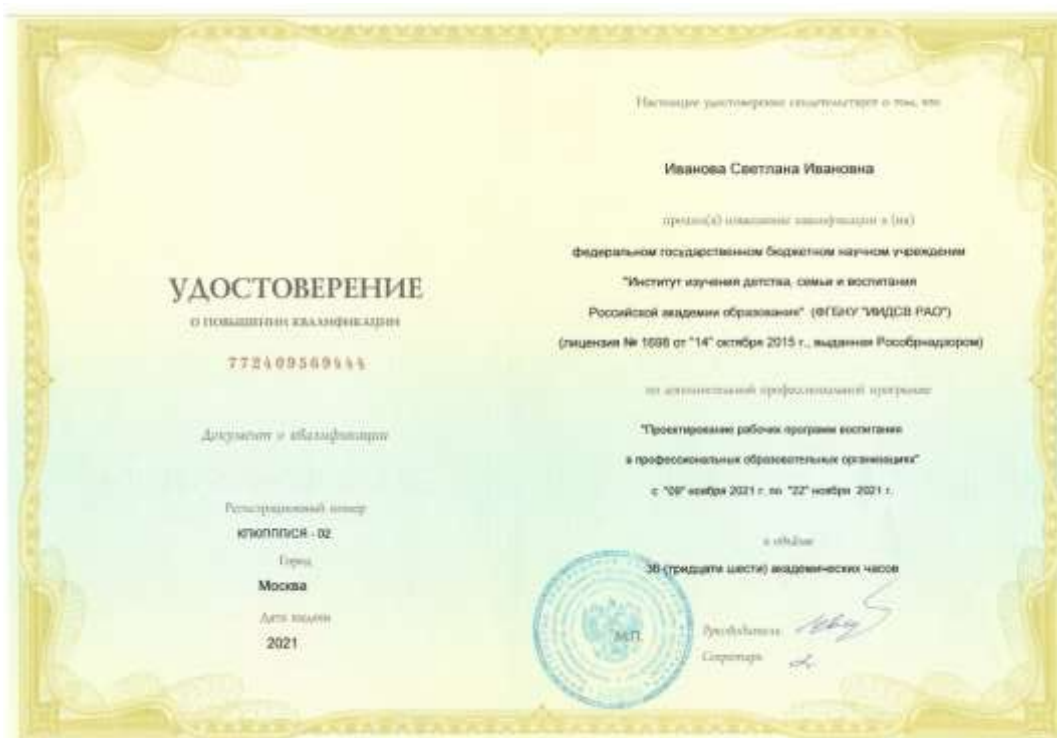 УДОСТОВЕРЕНИЕ
О ПОВЫШЕНИИ КВАЛИФИКАЦИИ
772409569444
Документ о квалификации
Регистрационный номер
Город
Москва
Дата выдачи
2021
Настоящее удостоверение свидетельствует о том, что
Иванова Светлана Ивановна
прошел(а) повышение квалификации в (на)
федеральном государственном бюджетном научном учреждении
"Институт изучения детства, семьи и воспитания
Российской академии образования" (ФГБНУ "ИИДСВ РАО")
(лицензия № 1698 от "14" октября 2015 г., выданная Рособрнадзором)
по дополнительной профессиональной программе
"Проектирование рабочих программ воспитания
в профессиональных образовательных организациях"
с "09" ноября 2021 г. по "22" ноября 2021 г.
в объёме
36 (тридцати шести) академических часов
М.П.
Руководитель
Секретарь